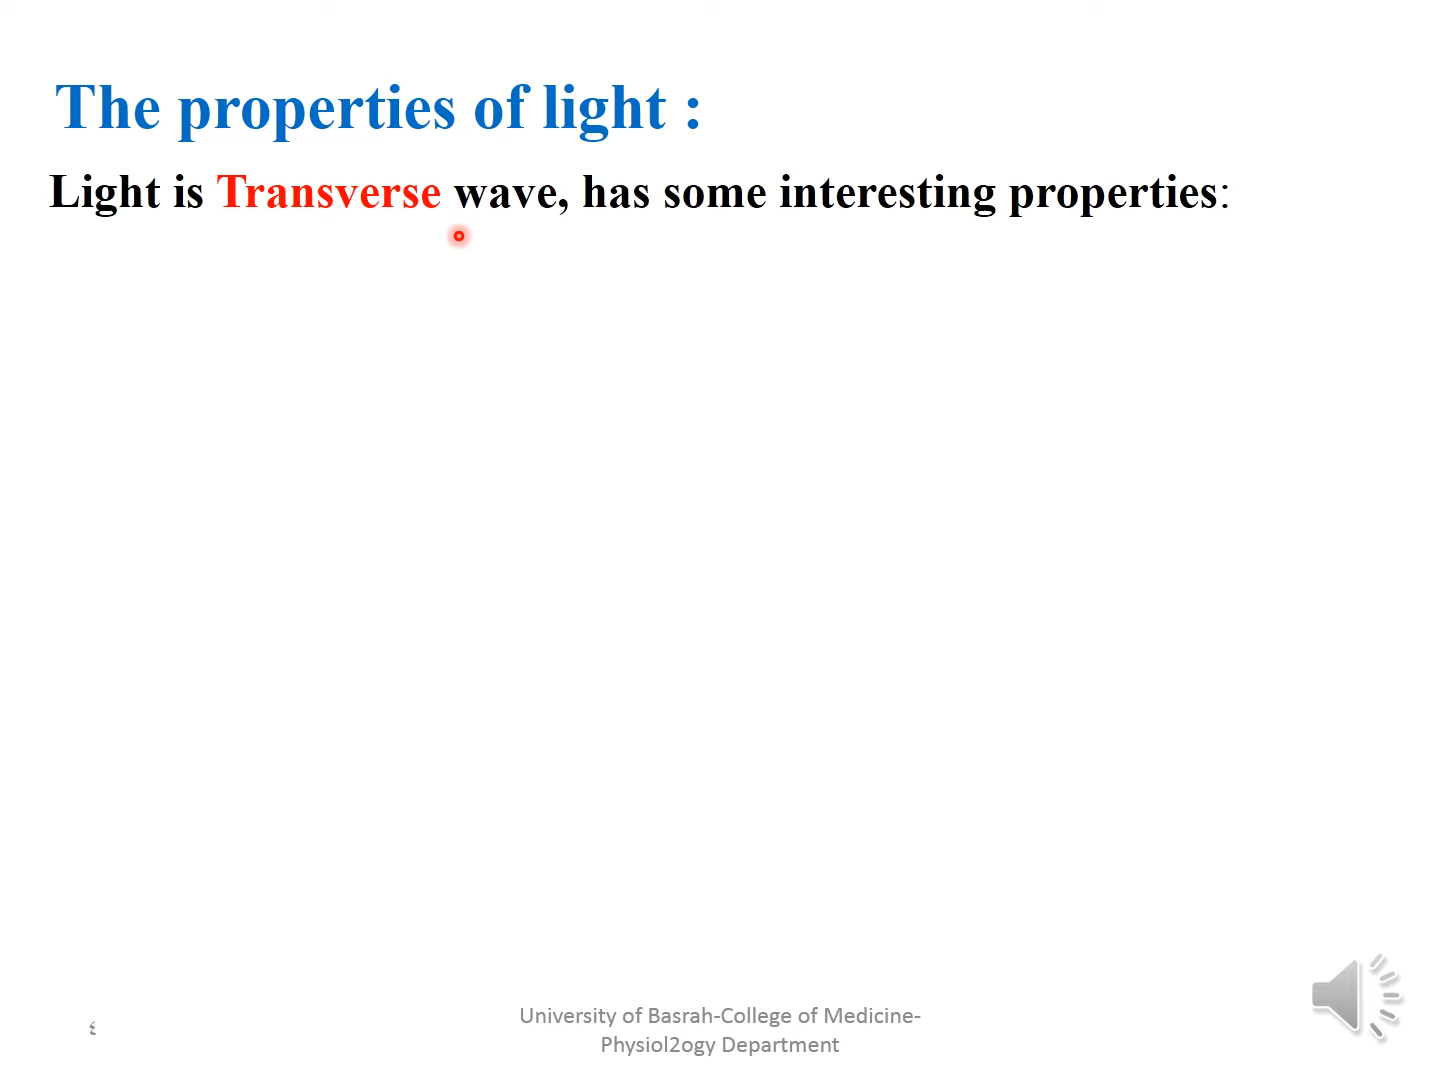 The properties of light :
Light is Transverse wave, has some interesting properties:
٤
University of Basrah-College of Medicine-
Physiol2ogy Department